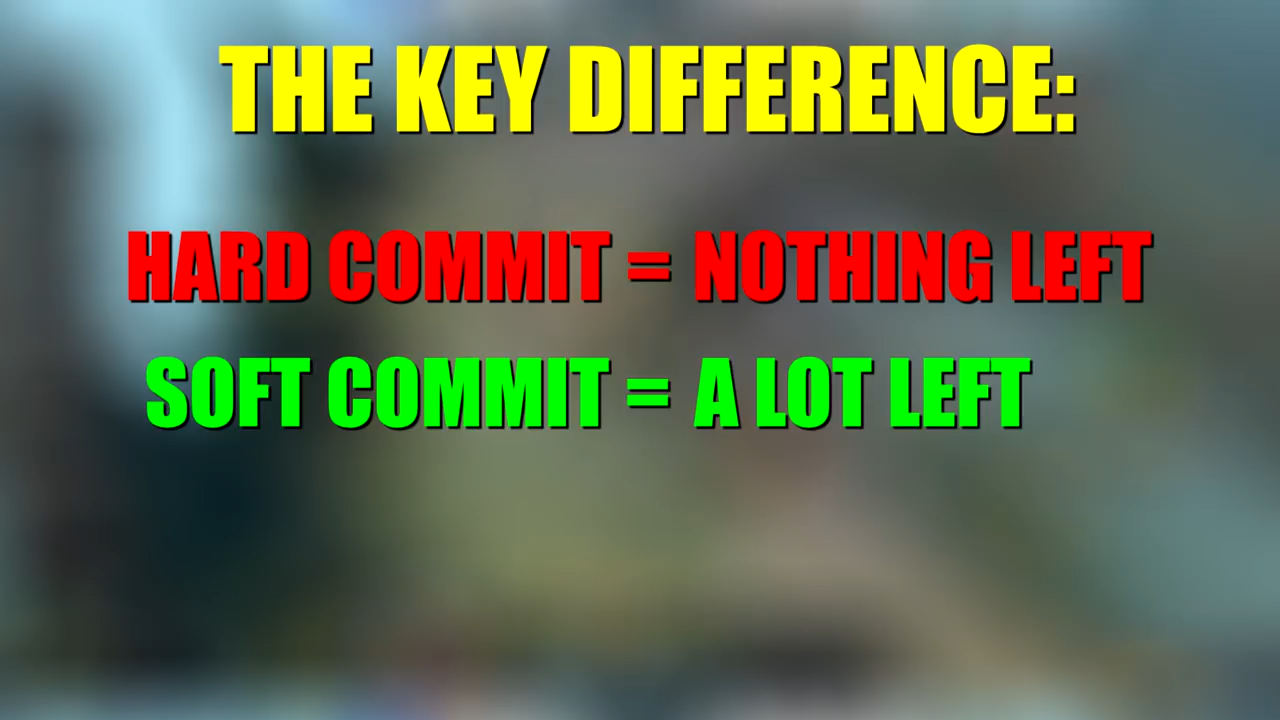 THE KEY DIFFERENCE:
HARD COMMIT = NOTHING LEFT
SOFT COMMIT = A LOT LEFT